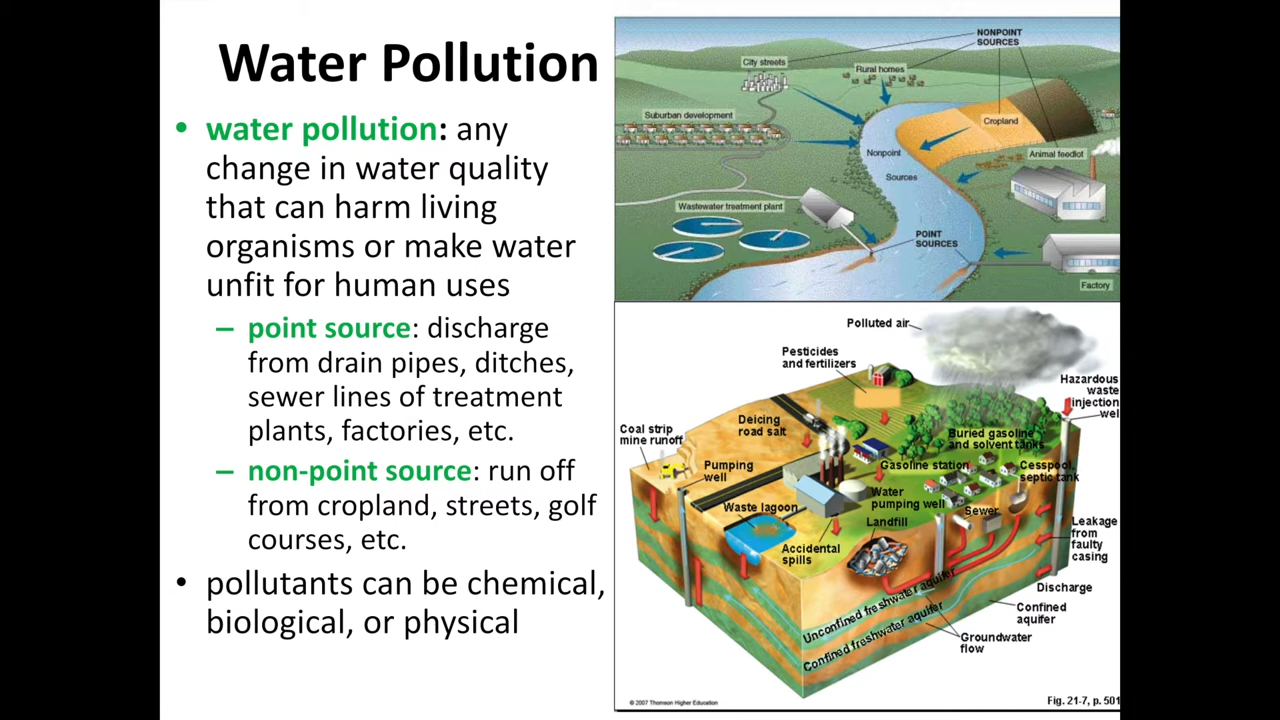 Water Pollution
• water pollution: any
change in water quality
that can harm living
organisms or make water
unfit for human uses
– point source: discharge
from drain pipes, ditches,
sewer lines of treatment
plants, factories, etc.
– non-point source: run off
from cropland, streets, golf
courses, etc.
• pollutants can be chemical,
biological, or physical
NONPOINT
SOURCES
City streets
Rural homes
Suburban development
Cropland
Nonpoint
Sources
Animal feedlot
Wastewater treatment plant
POINT
SOURCES
Factory
Polluted air
Pesticides
and fertilizers
Hazardous
waste
injection
wel
Deicing
road salt
Coal strip
mine runoff
Buried gasoline
and solvent tanks
Pumping
well
Gasoline station
Cesspool,
septic tank
Water
pumping well
Waste lagoon
Sewer
Landfill
Leakage
from
faulty
casing
Accidental
spills
Discharge
Unconfined freshwater aquifer
Confined freshwater aquifer
Confined
aquifer
Groundwater
flow
© 2007 Thomson Higher Education
Fig. 21-7, p. 501